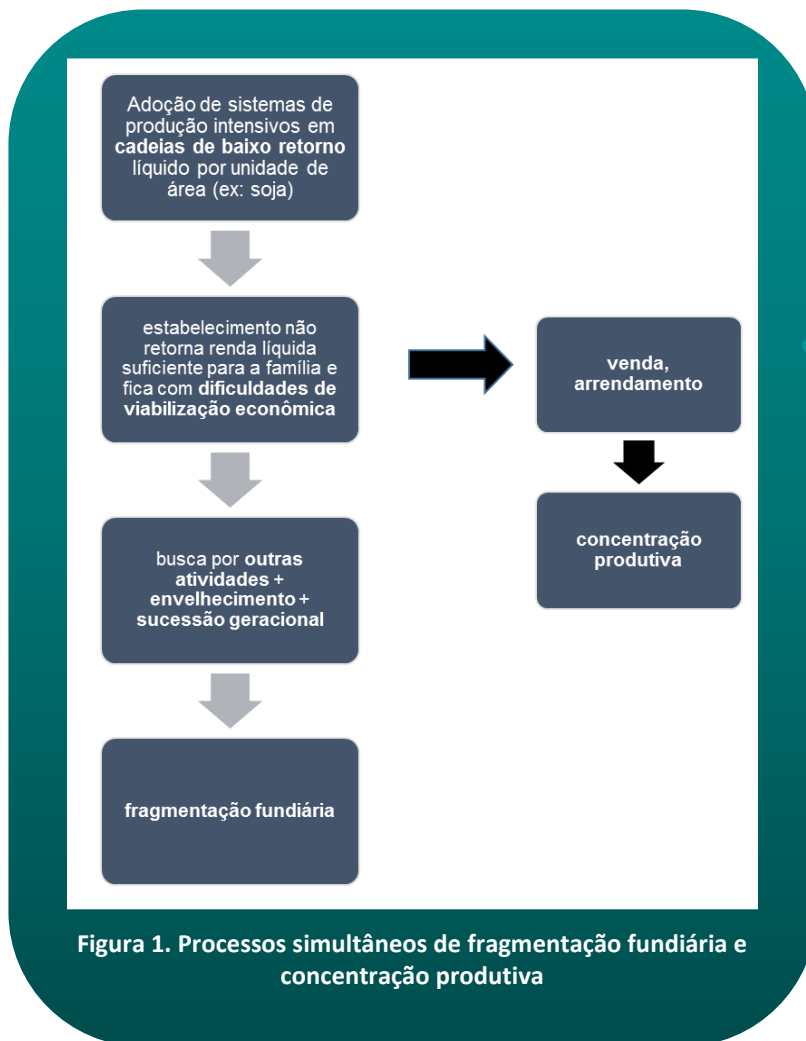 Adoção de sistemas de
produção intensivos em
cadeias de baixo retorno
líquido por unidade de
área (ex: soja)
estabelecimento não
retorna renda líquida
suficiente para a família e
fica com dificuldades de
viabilização econômica
venda,
arrendamento
busca por outras
atividades +
envelhecimento +
sucessão geracional
concentração
produtiva
fragmentação fundiária
Figura 1. Processos simultâneos de fragmentação fundiária e
concentração produtiva